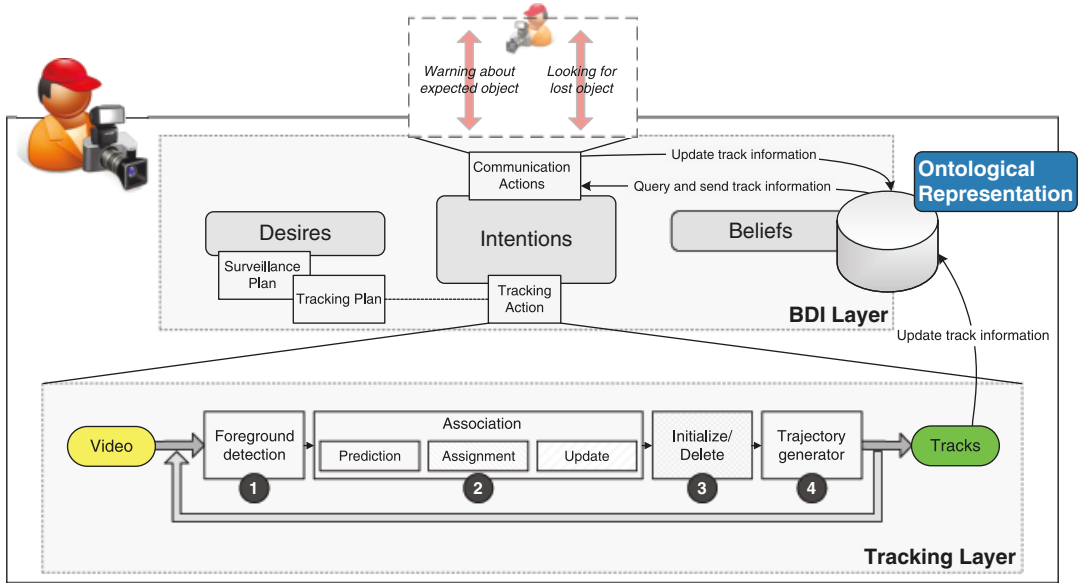 Warning about
expected object
Looking for
lost object
Communication
Actions
Update track information
Query and send track information
Ontological
Representation
Desires
Intentions
Beliefs
Surveillance
Plan
Tracking Plan
Tracking
Action
BDI Layer
Update track information
Video
Foreground
detection
Association
Prediction
Assignment
Update
Initialize/
Delete
Trajectory
generator
Tracks
1
2
3
4
Tracking Layer